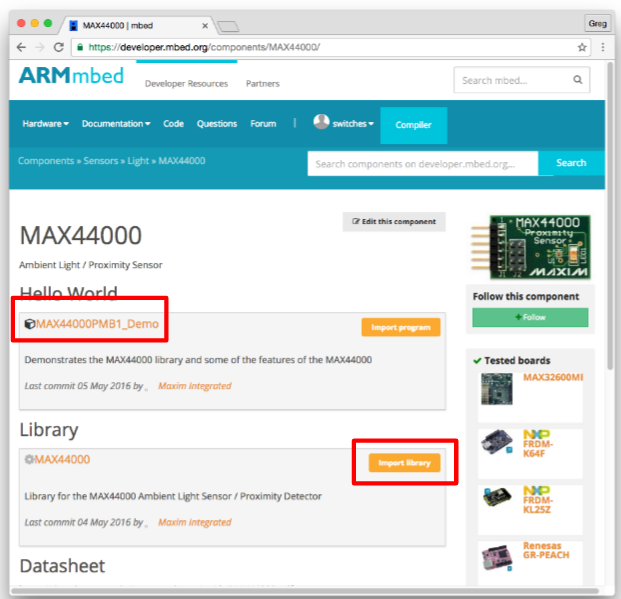 MAX44000 | mbed
Greg
https://developer.mbed.org/components/MAX44000/
ARMmbed
Developer Resources
Partners
Search mbed...
Hardware
Documentation
Code
Questions
Forum
switches
Compiler
Components » Sensors » Light » MAX44000
Search components on developer.mbed.org...
Search
MAX44000
Edit this component
Ambient Light / Proximity Sensor
Hello World
MAX44000PMB1_Demo
Import program
Demonstrates the MAX44000 library and some of the features of the MAX44000
Last commit 05 May 2016 by
Maxim Integrated
Library
MAX44000
Import library
Library for the MAX44000 Ambient Light Sensor / Proximity Detector
Last commit 04 May 2016 by
Maxim Integrated
Datasheet
MAX44000
Proximity
Sensor
MAXIM
Follow this component
+ Follow
Tested boards
MAX32600M
NXP
FRDM-
K64F
NXP
FRDM-
KL25Z
Renesas
GR-PEACH